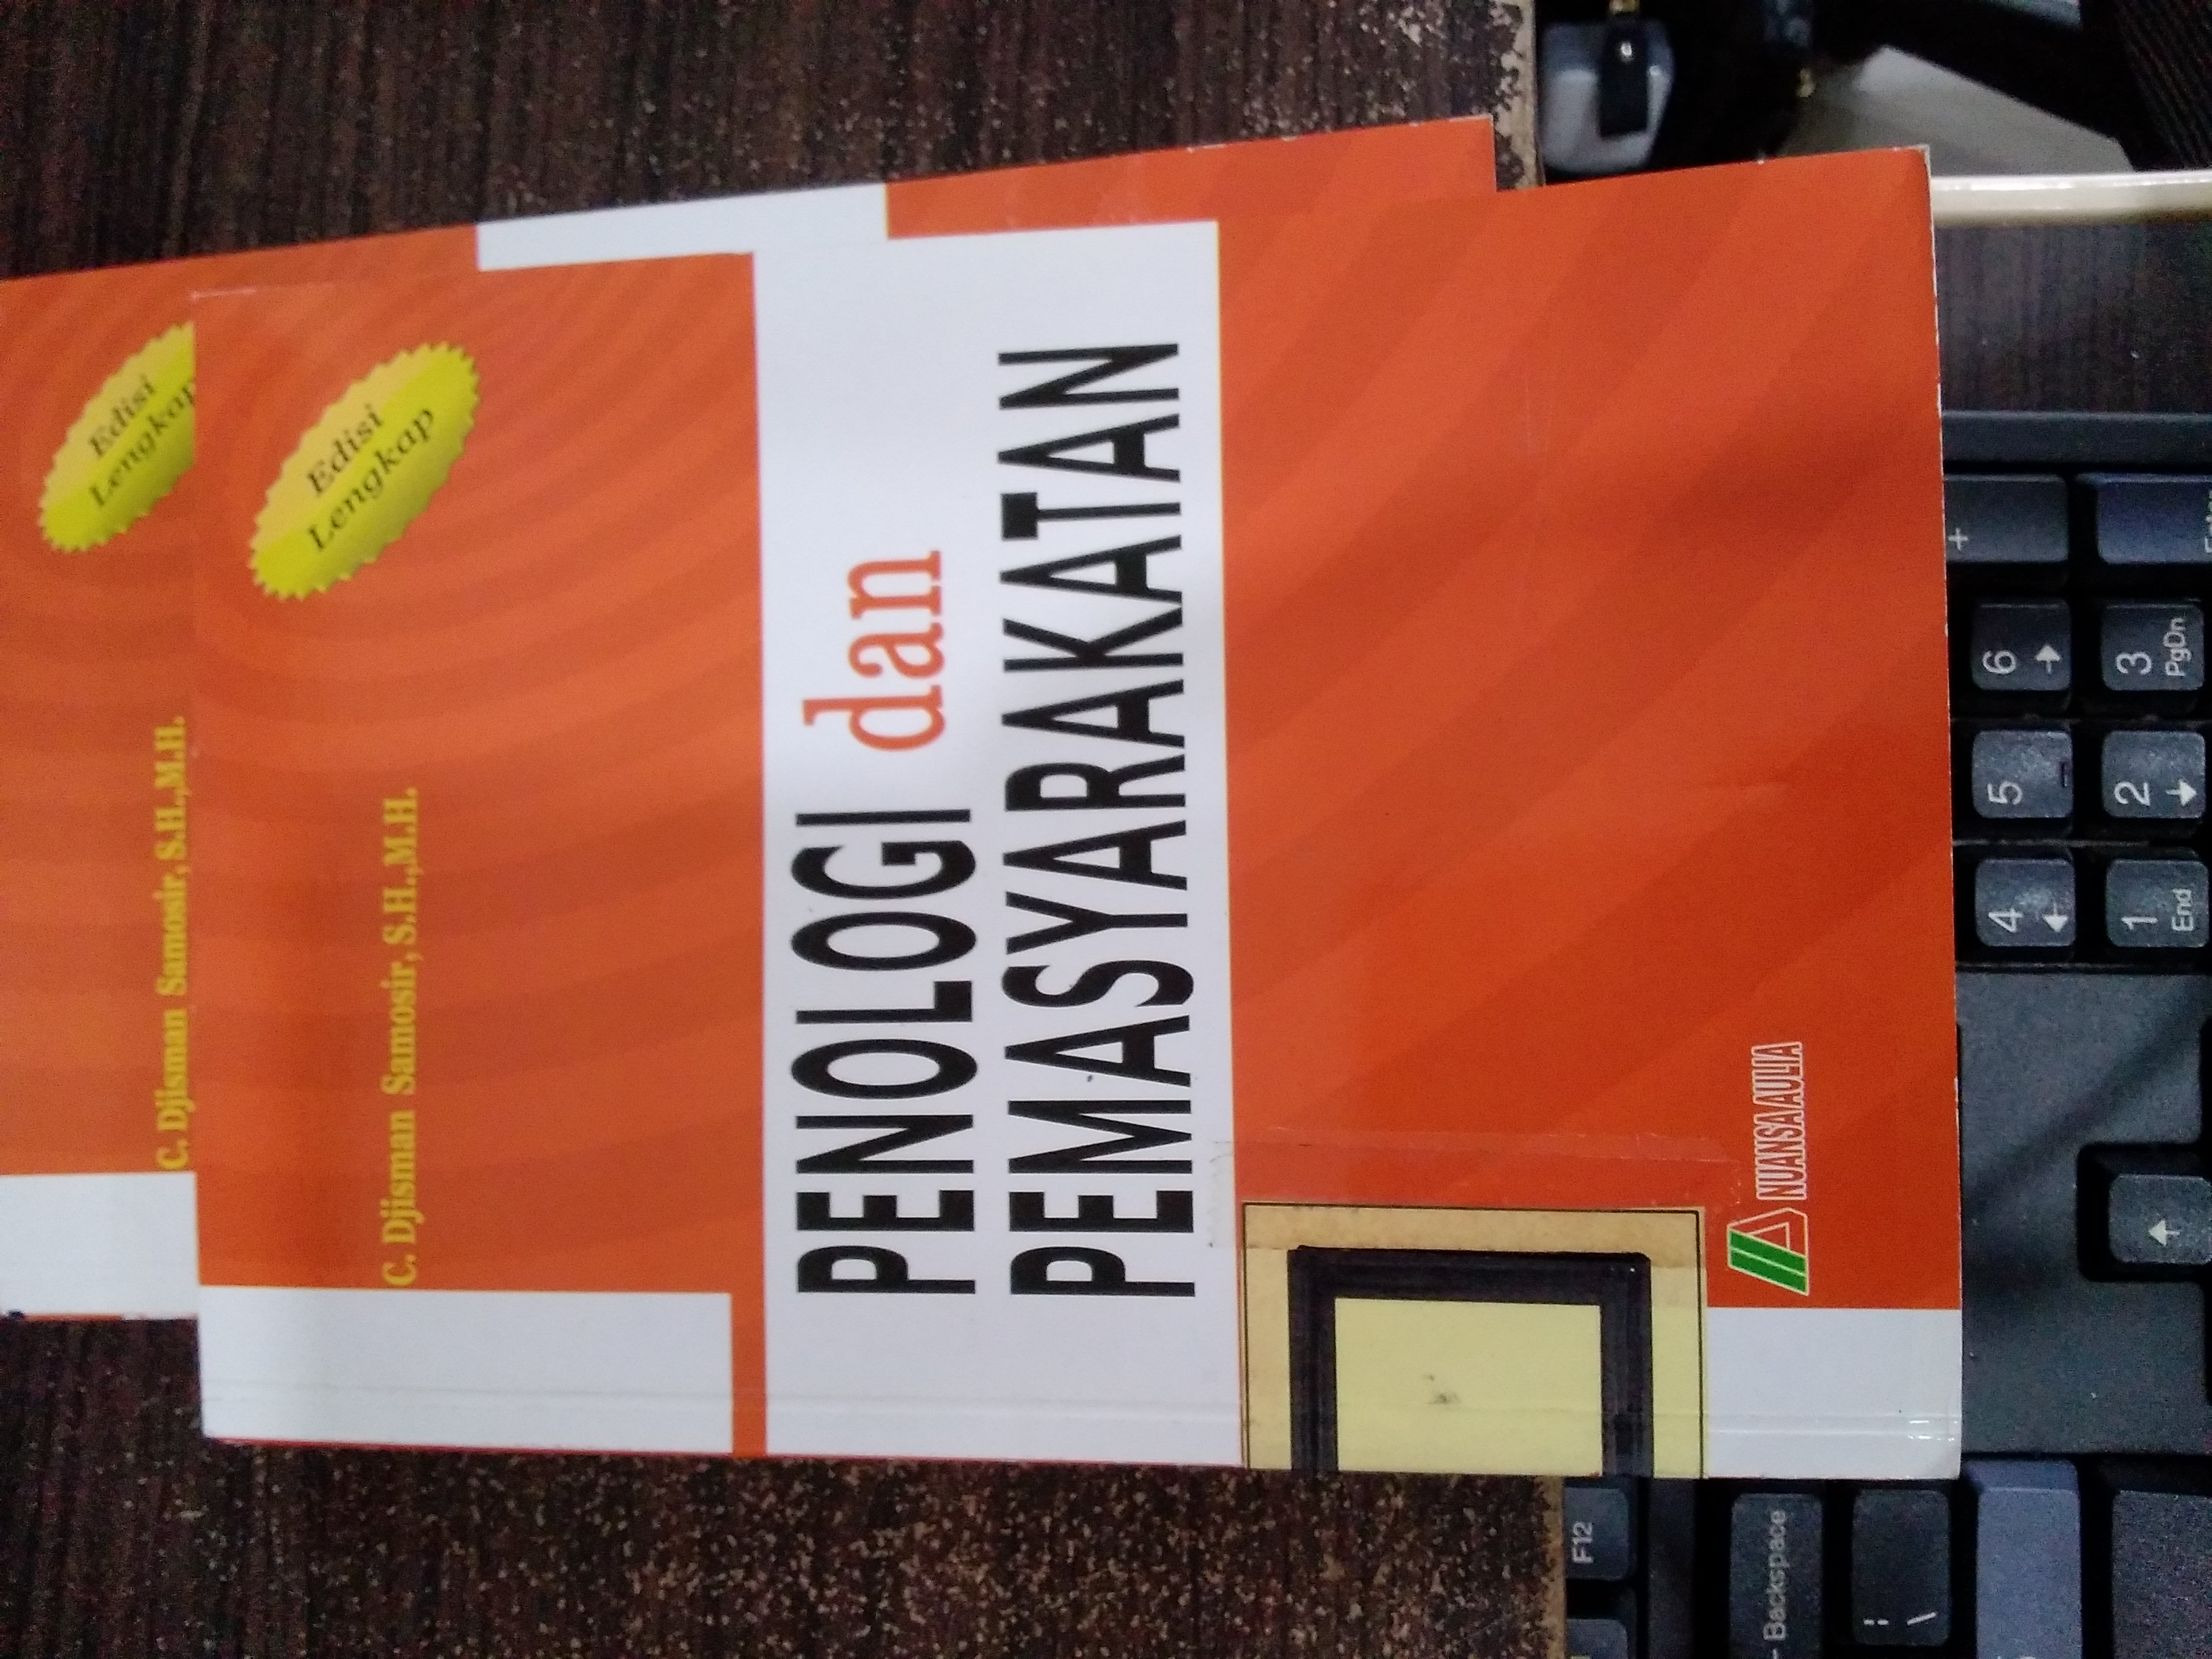 Edisi
Lengkap
C. Djisman Samosir, S.H.,M.H.
Edisi
Lengkap
C. Djisman Samosir, S.H.,M.H.
PENOLOGI dan
PEMASYARAKATAN
NUANSA AULIA
+
6
3
PgDn
5
2
4
1
End
F12
Backspace